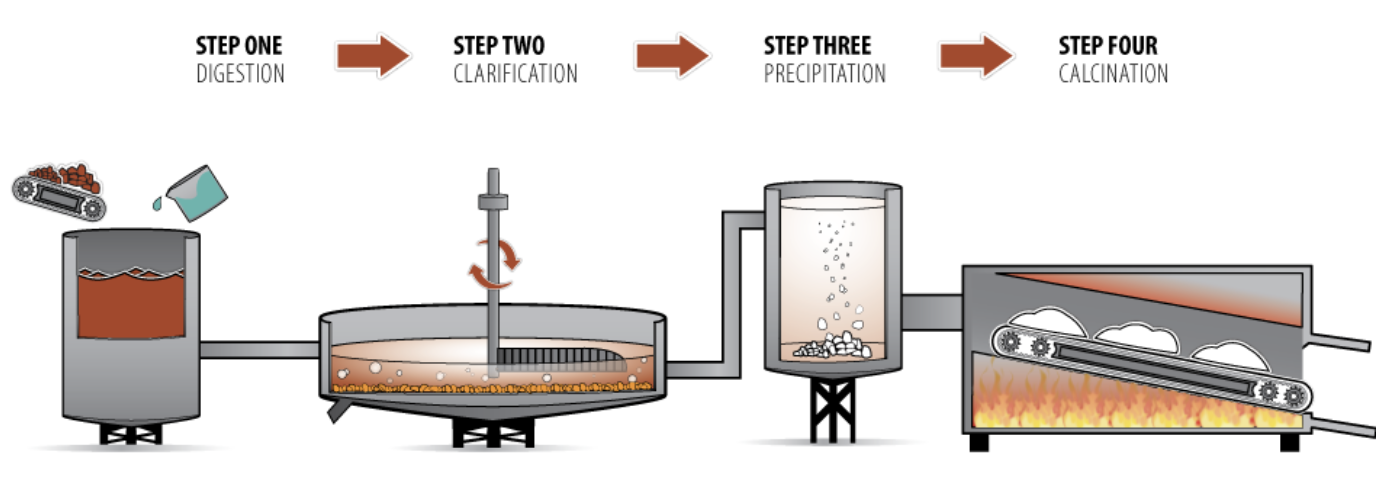 STEP ONE
DIGESTION
STEP TWO
CLARIFICATION
STEP THREE
PRECIPITATION
STEP FOUR
CALCINATION